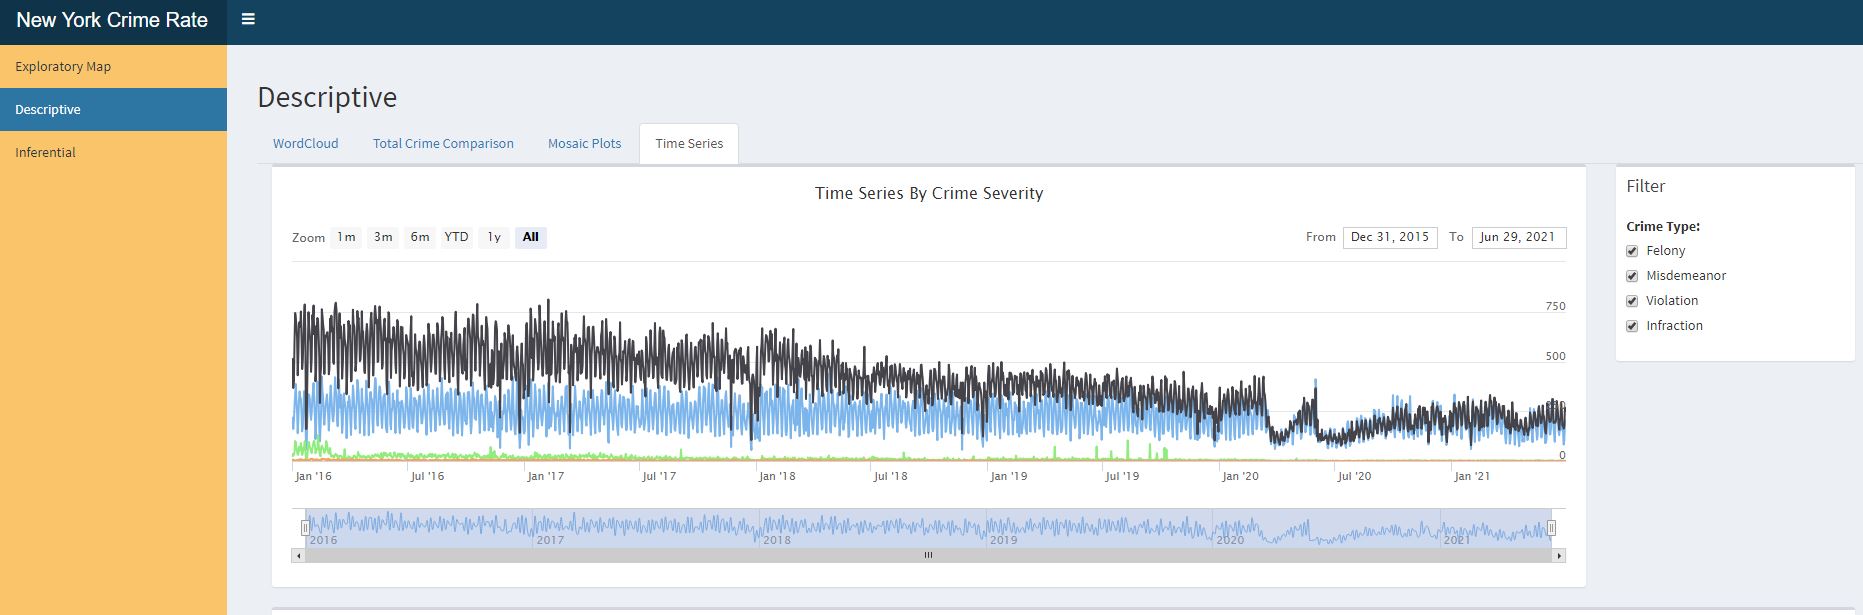 New York Crime Rate
Exploratory Map
Descriptive
Inferential
Descriptive
WordCloud Total Crime Comparison Mosaic Plots Time Series
Time Series By Crime Severity
Zoom 1m 3m 6m YTD 1y All From Dec 31, 2015 To Jun 29, 2021
750
500
0
Jan '16 Jul '16 Jan '17 Jul '17 Jan '18 Jul '18 Jan '19 Jul '19 Jan '20 Jul '20 Jan '21
2016 2017 2018 2019 2020 2021
Filter
Crime Type:
Felony
Misdemeanor
Violation
Infraction